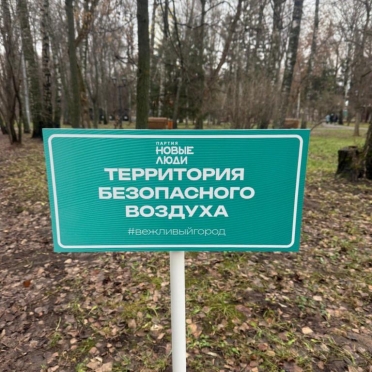 ПАРТИЯ
НОВЫЕ
ЛЮДИ
ТЕРРИТОРИЯ
БЕЗОПАСНОГО
ВОЗДУХА
#вежливыйгород